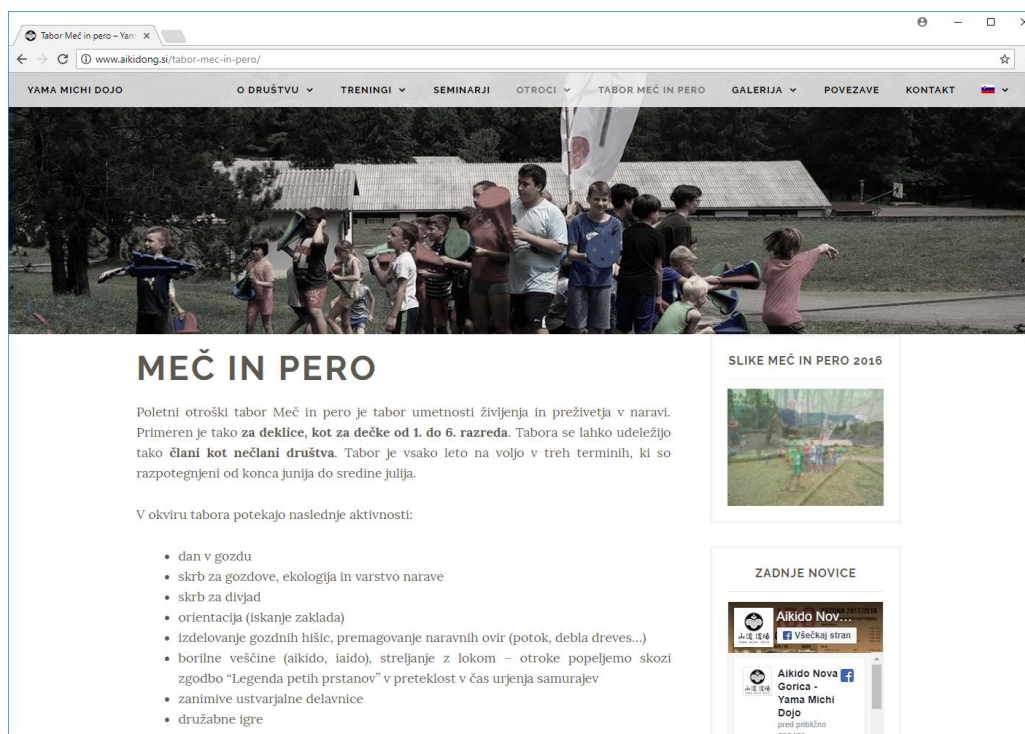 Tabor Meč in pero – Yam
www.aikidong.si/tabor-mec-in-pero/
YAMA MICHI DOJO
O DRUŠTVU
TRENINGI
SEMINARJI
OTROCI
TABOR MEČ IN PERO
GALERIJA
POVEZAVE
KONTAKT
MEČ IN PERO
Poletni otroški tabor Meč in pero je tabor umetnosti življenja in preživetja v naravi.
Primeren je tako za deklice, kot za dečke od 1. do 6. razreda. Tabora se lahko udeležijo
tako člani kot nečlani društva. Tabor je vsako leto na voljo v treh terminih, ki so
razpotegnjeni od konca junija do sredine julija.
V okviru tabora potekajo naslednje aktivnosti:
• dan v gozdu
• skrb za gozdove, ekologija in varstvo narave
• skrb za divjad
• orientacija (iskanje zaklada)
• izdelovanje gozdnih hišic, premagovanje naravnih ovir (potok, debla dreves...)
• borilne veščine (aikido, iaido), streljanje z lokom – otroke popeljemo skozi
zgodbo “Legenda petih prstanov” v preteklost v čas urjenja samurajev
• zanimive ustvarjalne delavnice
• družabne igre
SLIKE MEČ IN PERO 2016
ZADNJE NOVICE
SEZONA 2017/2018
Aikido Nov...
山道道場
Všečkaj stran
Aikido Nova
Gorica -
Yama Michi
Dojo
pred približno